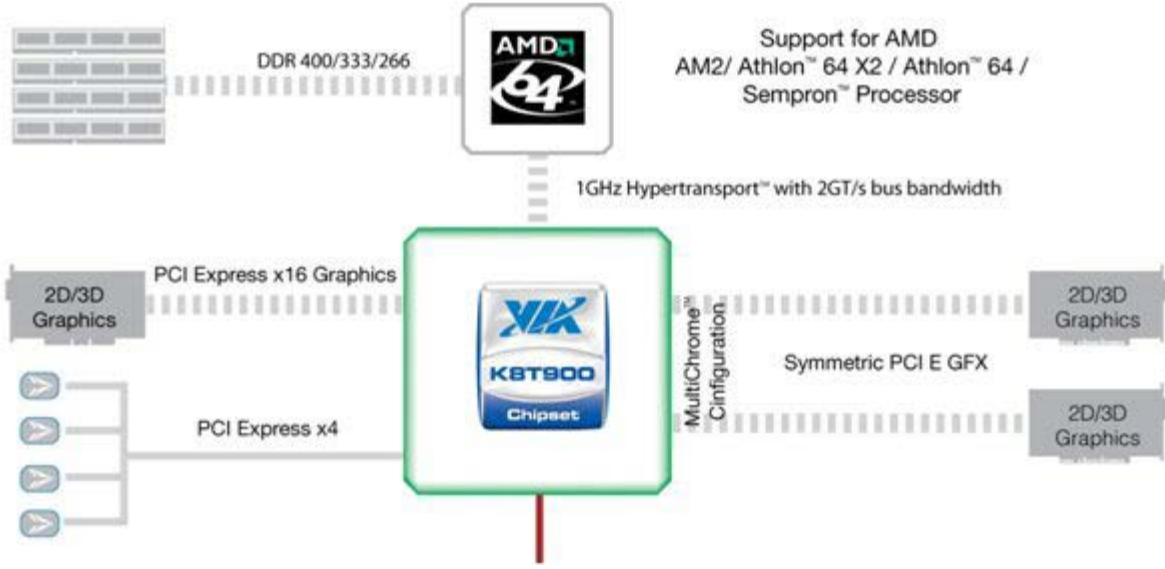 DDR 400/333/266
AMD
64
Support for AMD
AM2/ Athlon™ 64 X2 / Athlon™ 64 /
Sempron™ Processor
1GHz Hypertransport™ with 2GT/s bus bandwidth
2D/3D
Graphics
PCI Express x16 Graphics
VIA
K8T900
Chipset
MultiChrome™
Cinfiguration
2D/3D
Graphics
Symmetric PCI E GFX
PCI Express x4
2D/3D
Graphics